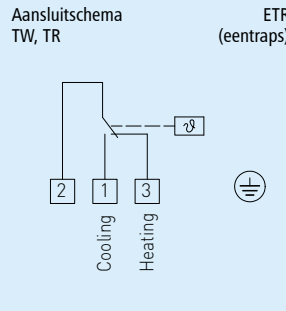 Aansluitschema
TW, TR
ETR
(eentraps)
ϑ
2 1 3
Cooling
Heating